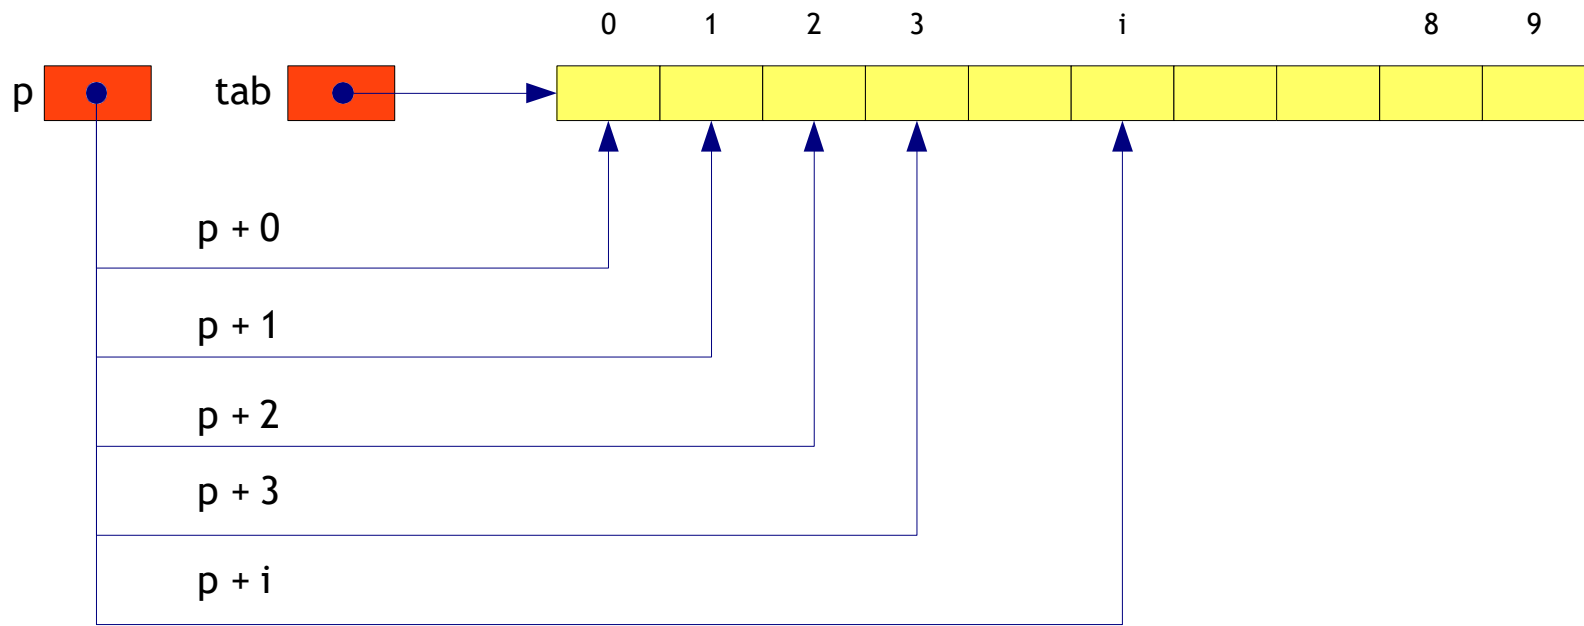 0 1 2 3 i 8 9
p tab
p + 0
p + 1
p + 2
p + 3
p + i